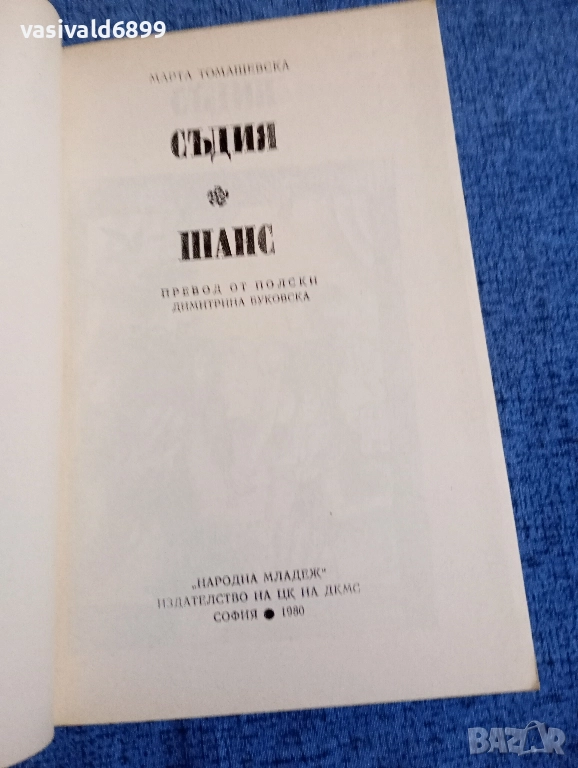 vasivald6899
МАРТА ТОМАШЕВСКА
СЪДИЯ
ШАНС
ПРЕВОД ОТ ПОЛСКИ
ДИМИТРИНА БУКОВСКА
„НАРОДНА МЛАДЕЖ“
ИЗДАТЕЛСТВО НА ЦК НА ДКМС
СОФИЯ ● 1980
BAZAR